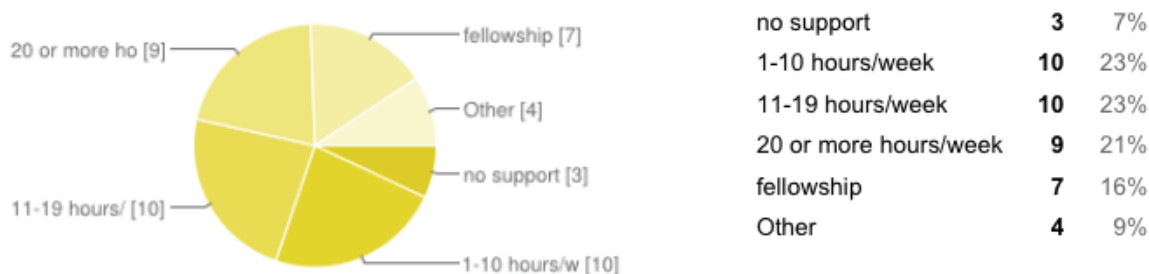 20 or more ho [9]
fellowship [7]
Other [4]
no support [3]
11-19 hours/ [10]
1-10 hours/w [10]
no support 3 7%
1-10 hours/week 10 23%
11-19 hours/week 10 23%
20 or more hours/week 9 21%
fellowship 7 16%
Other 4 9%